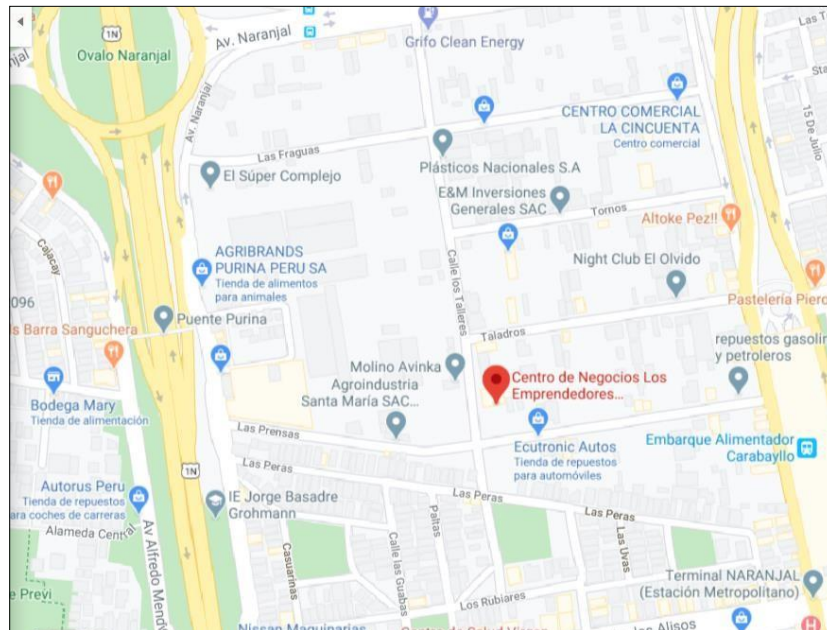 1N
Ovalo Naranjal
Av. Naranjal
Grifo Clean Energy
Las T
Sta
15 De Julio
Av. Naranjal
Las Fraguas
CENTRO COMERCIAL
LA CINCUENTA
Centro comercial
Plásticos Nacionales S.A
El Súper Complejo
E&M Inversiones
Generales SAC
Tornos
Altoke Pez!!
Cajacay
AGRIBRANDS
PURINA PERU SA
Tienda de alimentos
para animales
Calle los Talleres
Night Club El Olvido
Pastelería Piero
096
Puente Purina
s Barra Sanguchera
Taladros
repuestos gasolin
y petroleros
Molino Avinka
Agroindustria
Santa María SAC...
Centro de Negocios Los
Emprendedores...
Bodega Mary
Tienda de alimentación
Las Prensas
Ecutronic Autos
Tienda de repuestos
para automóviles
Embarque Alimentador
Carabayllo
Las Peras
1N
Las Peras
Las Peras
Autorus Peru
Tienda de repuestos
ara coches de carreras
IE Jorge Basadre
Grohmann
Alameda Central
Av Alfredo Mendi
Casuarinas
Calle las Guabas
Paltas
Las Uvas
Terminal NARANJAL
(Estación Metropolitano)
e Previ
Los Rubiares
Nissan Maquinarias
os Alisos
H